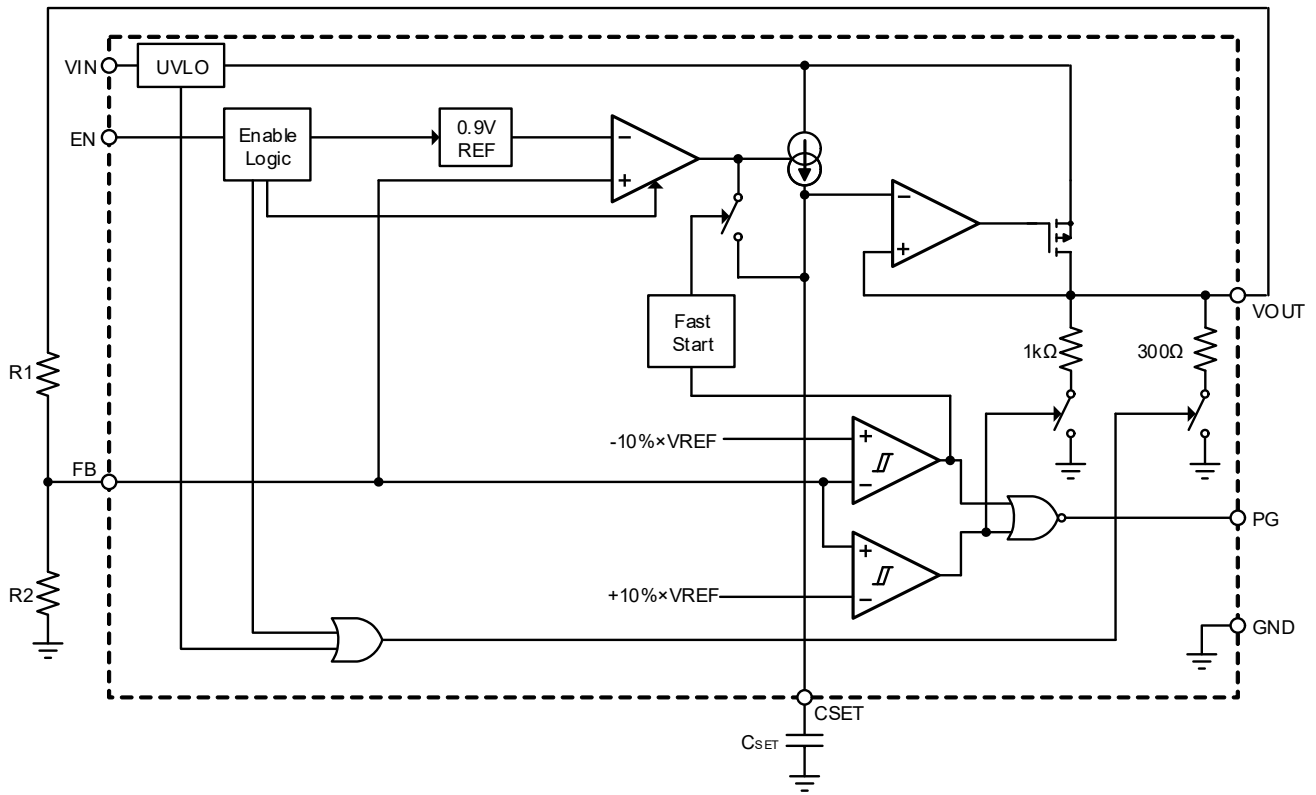 VIN
UVLO
EN
Enable
Logic
0.9V
REF
−
+
−
+
Fast
Start
VOUT
1kΩ
300Ω
R1
-10%×VREF
+
−
FB
PG
+
−
+10%×VREF
R2
GND
CSET
CSET